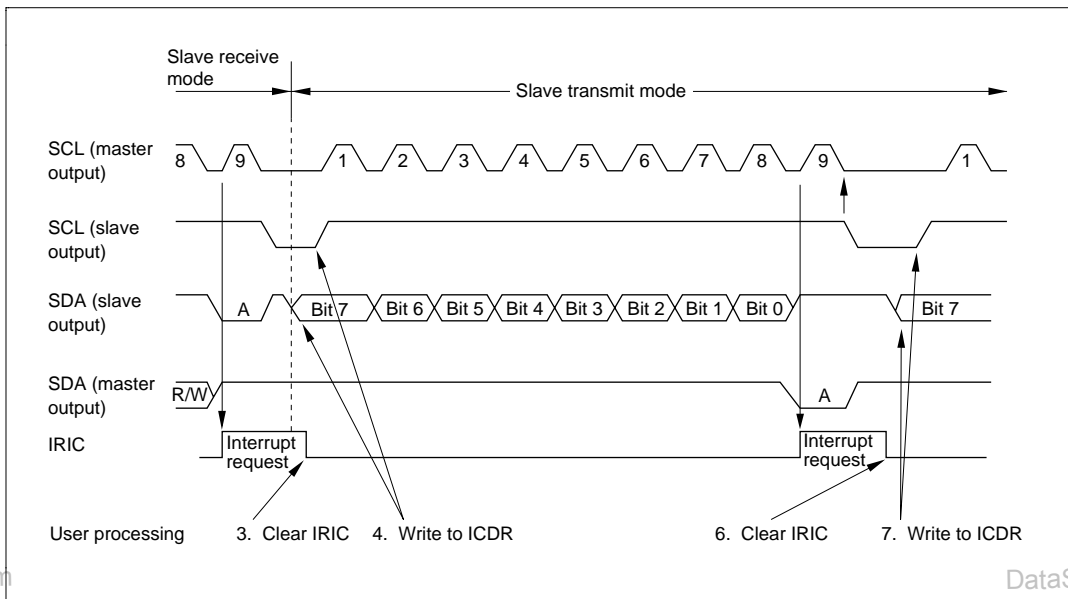 Slave receive
mode
Slave transmit mode
SCL (master
output)
8 9 1 2 3 4 5 6 7 8 9 1
SCL (slave
output)
SDA (slave
output)
A Bit 7 Bit 6 Bit 5 Bit 4 Bit 3 Bit 2 Bit 1 Bit 0 Bit 7
SDA (master
output)
R/W A
IRIC
Interrupt
request
Interrupt
request
User processing 3. Clear IRIC 4. Write to ICDR 6. Clear IRIC 7. Write to ICDR
m DataS